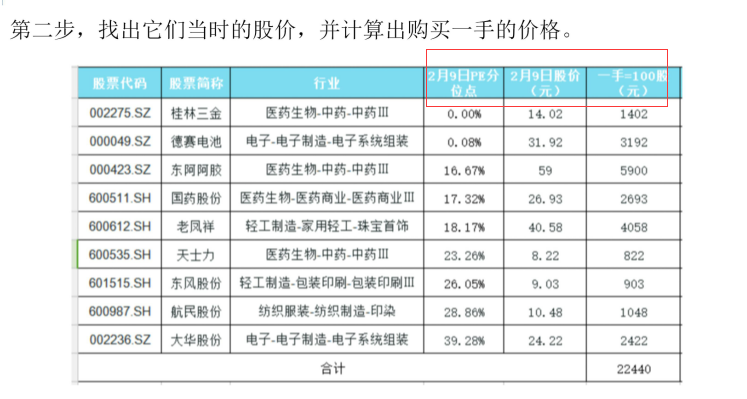 第二步，找出它们当时的股价，并计算出购买一手的价格。
股票代码 股票简称 行业 2月9日PE分位点 2月9日股价（元） 一手=100股（元）
002275.SZ 桂林三金 医药生物-中药-中药Ⅲ 0.00% 14.02 1402
000049.SZ 德赛电池 电子-电子制造-电子系统组装 0.08% 31.92 3192
000423.SZ 东阿阿胶 医药生物-中药-中药Ⅲ 16.67% 59 5900
600511.SH 国药股份 医药生物-医药商业-医药商业Ⅲ 17.32% 26.93 2693
600612.SH 老凤祥 轻工制造-家用轻工-珠宝首饰 18.17% 40.58 4058
600535.SH 天士力 医药生物-中药-中药Ⅲ 23.26% 8.22 822
601515.SH 东风股份 轻工制造-包装印刷-包装印刷Ⅲ 26.05% 9.03 903
600987.SH 航民股份 纺织服装-纺织制造-印染 28.86% 10.48 1048
002236.SZ 大华股份 电子-电子制造-电子系统组装 39.28% 24.22 2422
合计 22440